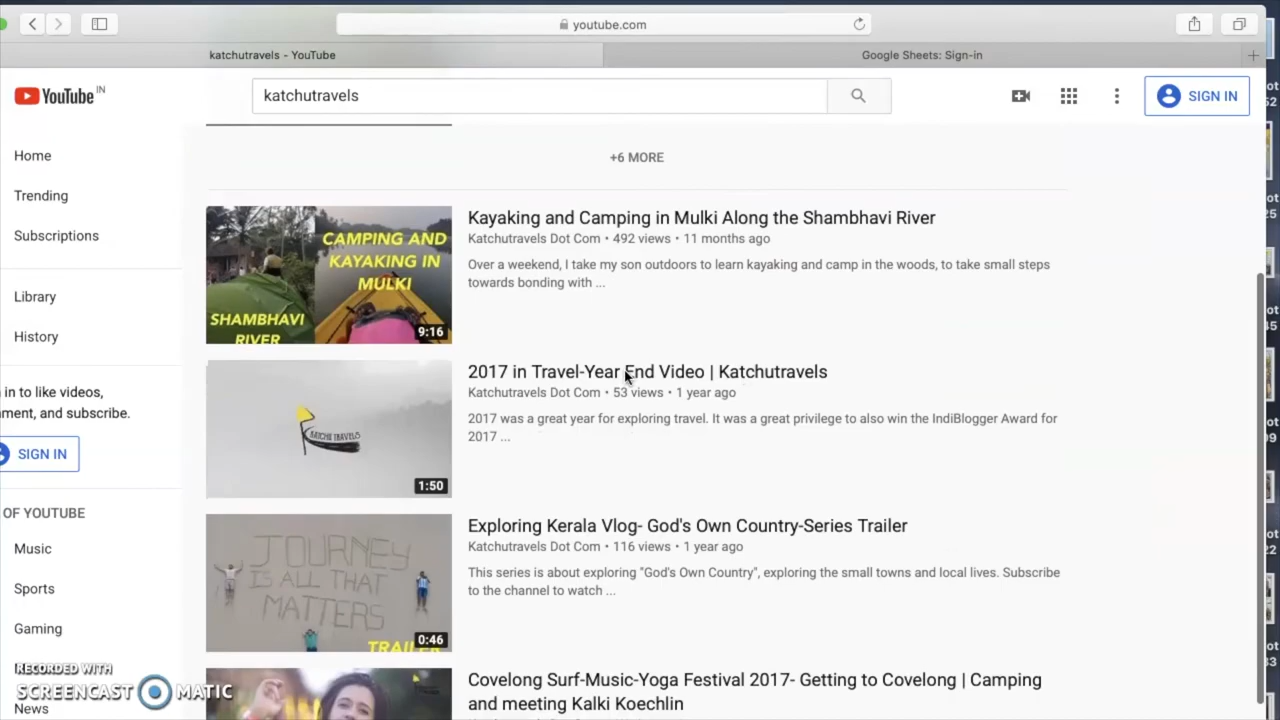 youtube.com
katchutravels - YouTube
Google Sheets: Sign-in
YouTube IN
katchutravels
SIGN IN
Home
Trending
Subscriptions
Library
History
in to like videos,
ment, and subscribe.
SIGN IN
OF YOUTUBE
Music
Sports
Gaming
News
+6 MORE
CAMPING AND
KAYAKING IN
MULKI
SHAMBHAVI
RIVER
9:16
Kayaking and Camping in Mulki Along the Shambhavi River
Katchutravels Dot Com • 492 views • 11 months ago
Over a weekend, I take my son outdoors to learn kayaking and camp in the woods, to take small steps
towards bonding with ...
KATCHU TRAVELS
1:50
2017 in Travel-Year End Video | Katchutravels
Katchutravels Dot Com • 53 views • 1 year ago
2017 was a great year for exploring travel. It was a great privilege to also win the IndiBlogger Award for
2017 ...
JOURNEY
IS ALL THAT
MATTERS
TRAILER
0:46
Exploring Kerala Vlog- God's Own Country-Series Trailer
Katchutravels Dot Com • 116 views • 1 year ago
This series is about exploring "God's Own Country", exploring the small towns and local lives. Subscribe
to the channel to watch ...
Covelong Surf-Music-Yoga Festival 2017- Getting to Covelong | Camping
and meeting Kalki Koechlin
RECORDED WITH
SCREENCAST MATIC